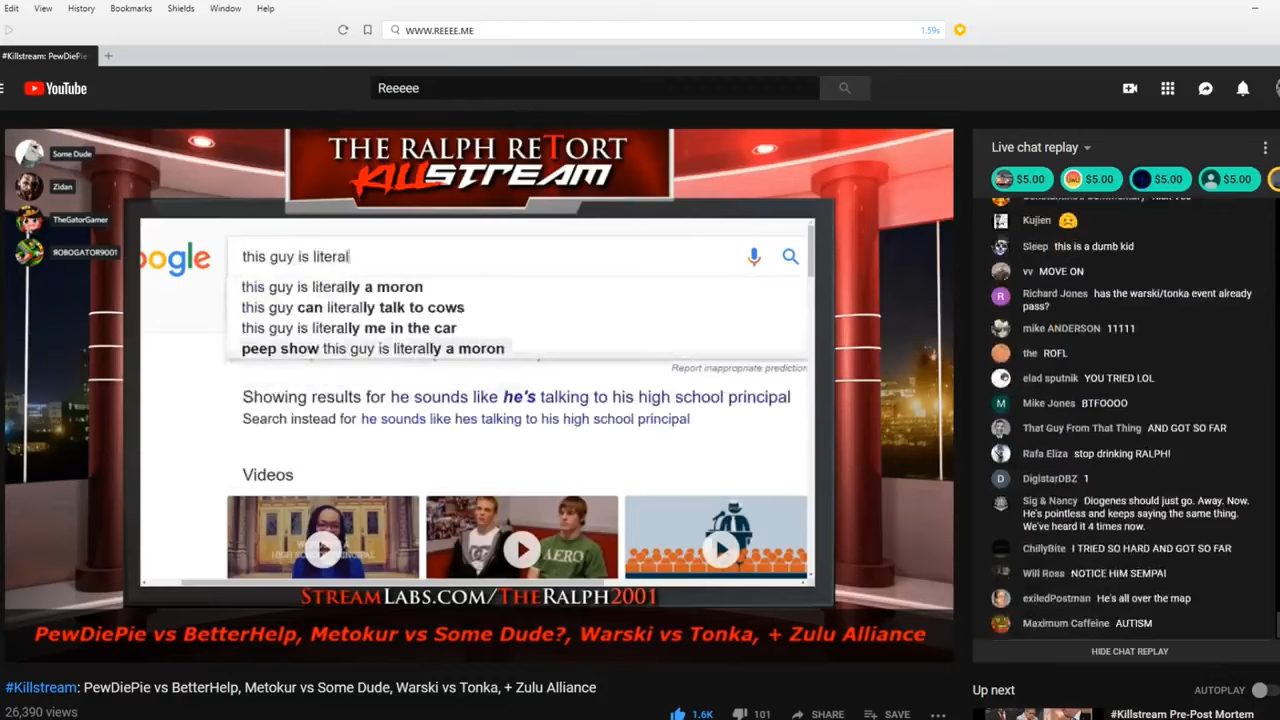 Edit View History Bookmarks Shields Window Help
WWW.REEEE.ME 1.59s
#Killstream: PewDiePie
YouTube
Reeeee
Some Dude
Zidan
TheGatorGamer
ROBOGATOR9001
THE RALPH RETORT
KILLSTREAM
oogle
this guy is literal
this guy is literally a moron
this guy can literally talk to cows
this guy is literally me in the car
peep show this guy is literally a moron
Report inappropriate prediction
Showing results for he sounds like he's talking to his high school principal
Search instead for he sounds like hes talking to his high school principal
Videos
HIGH SCHOOL PRINCIPAL
AERO
STREAMLABS.COM/THERALPH2001
PewDiePie vs BetterHelp, Metokur vs Some Dude?, Warski vs Tonka, + Zulu Alliance
#Killstream: PewDiePie vs BetterHelp, Metokur vs Some Dude, Warski vs Tonka, + Zulu Alliance
26,390 views
1.6K 101 SHARE SAVE
Live chat replay
$5.00 $5.00 $5.00 $5.00
Kujien
Sleep this is a dumb kid
vv MOVE ON
Richard Jones has the warski/tonka event already
pass?
mike ANDERSON 11111
the ROFL
elad sputnik YOU TRIED LOL
Mike Jones BTFOOOO
That Guy From That Thing AND GOT SO FAR
Rafa Eliza stop drinking RALPH!
DigistarDBZ 1
Sig & Nancy Diogenes should just go. Away. Now.
He's pointless and keeps saying the same thing.
We've heard it 4 times now.
ChillyBite I TRIED SO HARD AND GOT SO FAR
Will Ross NOTICE HIM SEMPAI
exiledPostman He's all over the map
Maximum Caffeine AUTISM
HIDE CHAT REPLAY
Up next AUTOPLAY
#Killstream Pre-Post Mortem